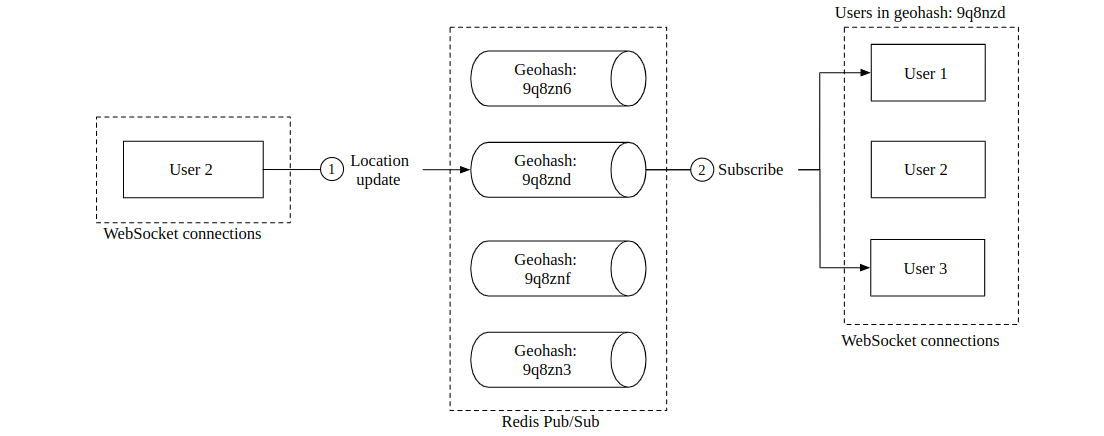 Users in geohash: 9q8nzd
User 2
WebSocket connections
1
Location
update
Geohash:
9q8zn6
Geohash:
9q8znd
Geohash:
9q8znf
Geohash:
9q8zn3
Redis Pub/Sub
2
Subscribe
User 1
User 2
User 3
WebSocket connections